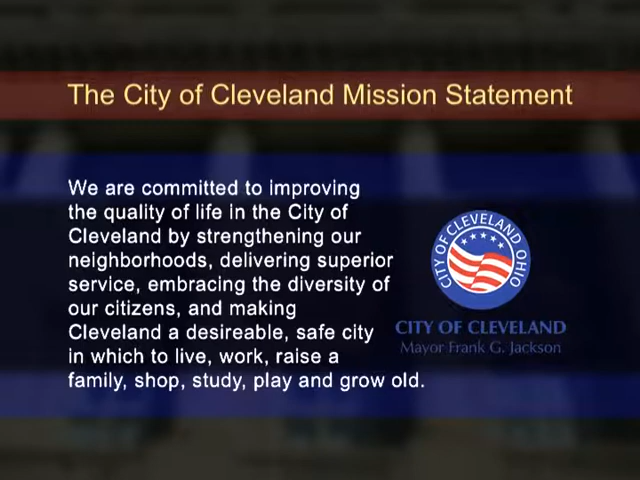 The City of Cleveland Mission Statement
We are committed to improving
the quality of life in the City of
Cleveland by strengthening our
neighborhoods, delivering superior
service, embracing the diversity of
our citizens, and making
Cleveland a desireable, safe city
in which to live, work, raise a
family, shop, study, play and grow old.
CITY OF CLEVELAND, OHIO
CITY OF CLEVELAND
Mayor Frank G. Jackson